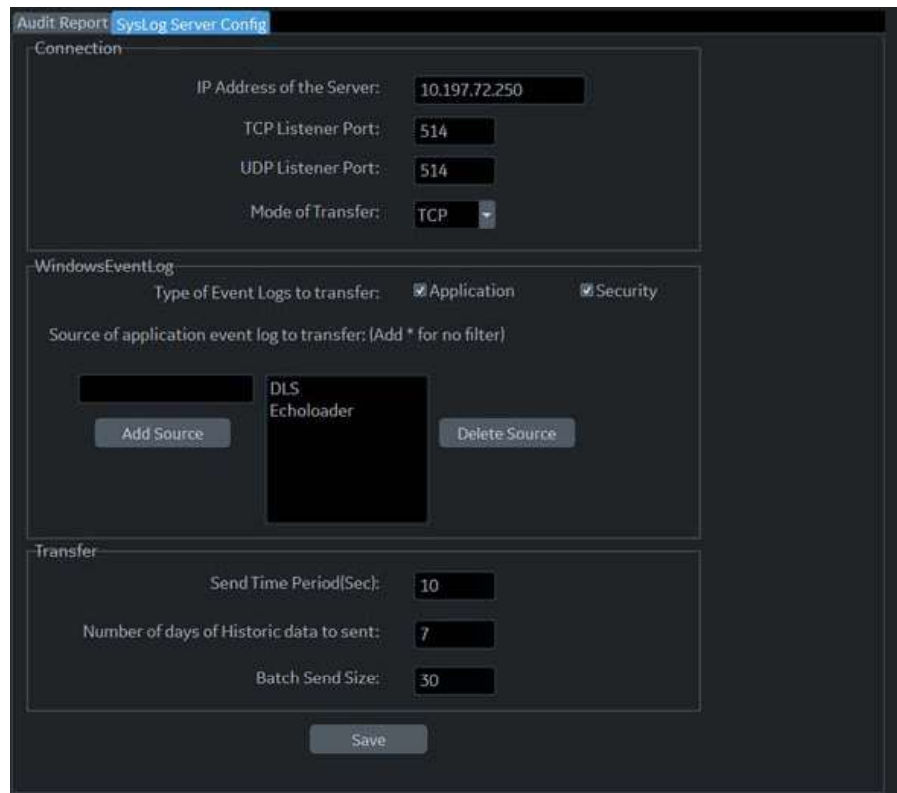 Audit Report SysLog Server Config
Connection
IP Address of the Server: 10.197.72.250
TCP Listener Port: 514
UDP Listener Port: 514
Mode of Transfer: TCP
WindowsEventLog
Type of Event Logs to transfer: Application Security
Source of application event log to transfer: (Add * for no filter)
DLS
Echoloader
Add Source Delete Source
Transfer
Send Time Period(Sec): 10
Number of days of Historic data to sent: 7
Batch Send Size: 30
Save